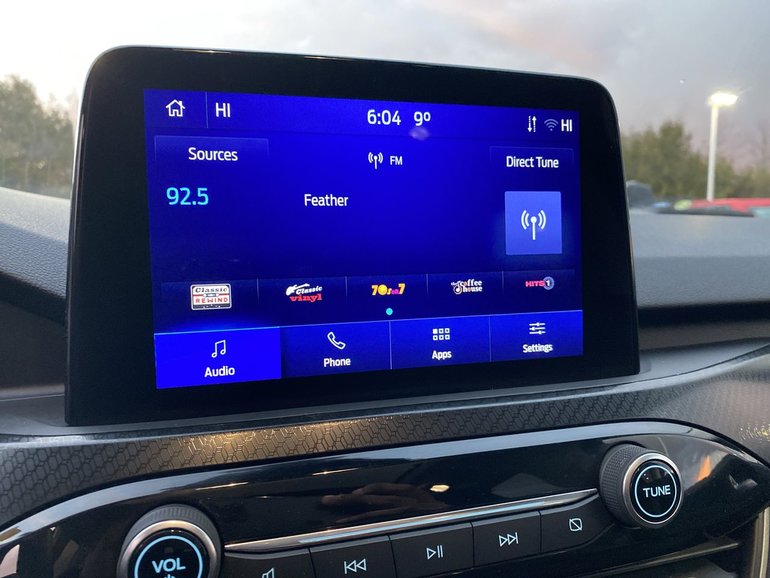 HI 6:04 9° HI
Sources FM Direct Tune
92.5 Feather
Classic REWIND Classic vinyl 70s on 7 the coffee house HITS 1
Audio Phone Apps Settings
VOL TUNE